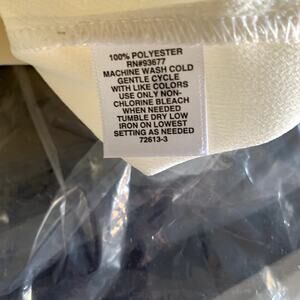 100% POLYESTER
RN#93677
MACHINE WASH COLD
GENTLE CYCLE
WITH LIKE COLORS
USE ONLY NON-
CHLORINE BLEACH
WHEN NEEDED
TUMBLE DRY LOW
IRON ON LOWEST
SETTING AS NEEDED
72613-3